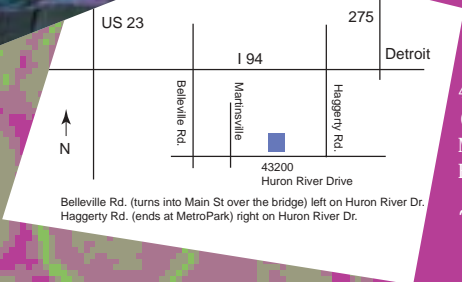 US 23
275
I 94
Detroit
Belleville Rd.
Martinsville
Haggerty Rd.
N
43200
Huron River Drive
Belleville Rd. (turns into Main St over the bridge) left on Huron River Dr.
Haggerty Rd. (ends at MetroPark) right on Huron River Dr.